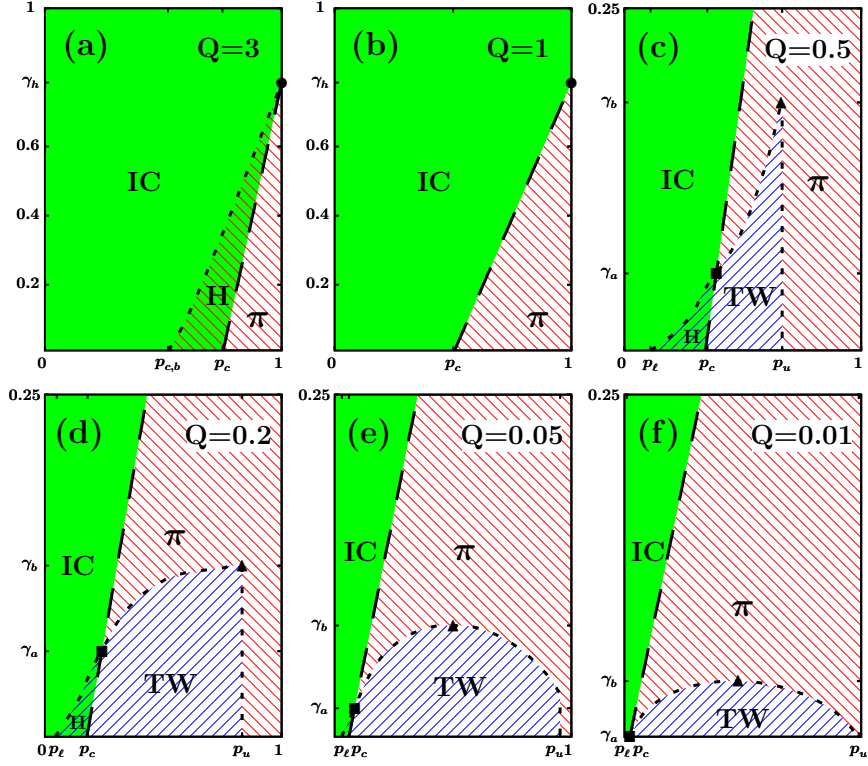 1
(a)
Q=3
γh
0.6
IC
0.4
0.2
H
π
0
pc,b
pc
1
1
(b)
Q=1
γh
0.6
IC
0.4
0.2
π
0
pc
1
0.25
(c)
Q=0.5
γb
IC
π
γa
TW
H
0
pℓ
pc
pu
1
0.25
(d)
Q=0.2
π
γb
IC
γa
TW
H
0
pℓ
pc
pu
1
0.25
(e)
Q=0.05
IC
π
γb
TW
γa
pℓ
pc
pu
1
0.25
(f)
Q=0.01
IC
π
γb
TW
γa
pℓ
pc
pu